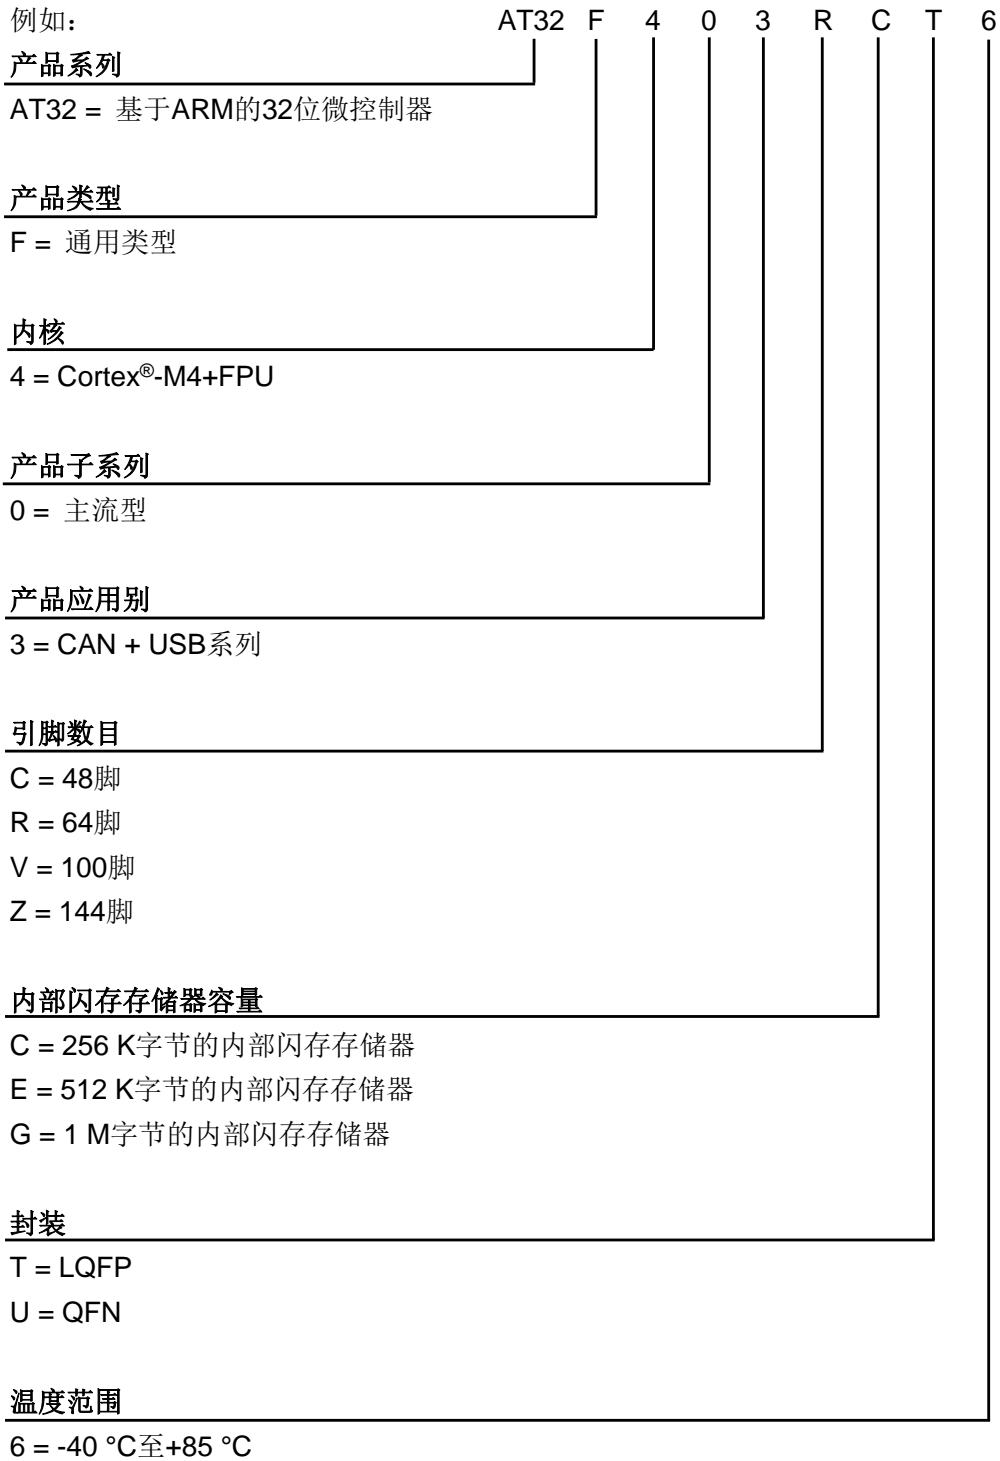 例如： AT32 F 4 0 3 R C T 6
产品系列
AT32 = 基于ARM的32位微控制器
产品类型
F = 通用类型
内核
4 = Cortex®-M4+FPU
产品子系列
0 = 主流型
产品应用别
3 = CAN + USB系列
引脚数目
C = 48脚
R = 64脚
V = 100脚
Z = 144脚
内部闪存存储器容量
C = 256 K字节的内部闪存存储器
E = 512 K字节的内部闪存存储器
G = 1 M字节的内部闪存存储器
封装
T = LQFP
U = QFN
温度范围
6 = -40 °C至+85 °C